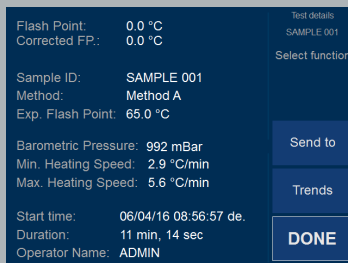 Flash Point: 0.0 °C
Corrected FP.: 0.0 °C
Sample ID: SAMPLE 001
Method: Method A
Exp. Flash Point: 65.0 °C
Barometric Pressure: 992 mBar
Min. Heating Speed: 2.9 °C/min
Max. Heating Speed: 5.6 °C/min
Start time: 06/04/16 08:56:57 de.
Duration: 11 min, 14 sec
Operator Name: ADMIN
Test details
SAMPLE 001
Select function
Send to
Trends
DONE